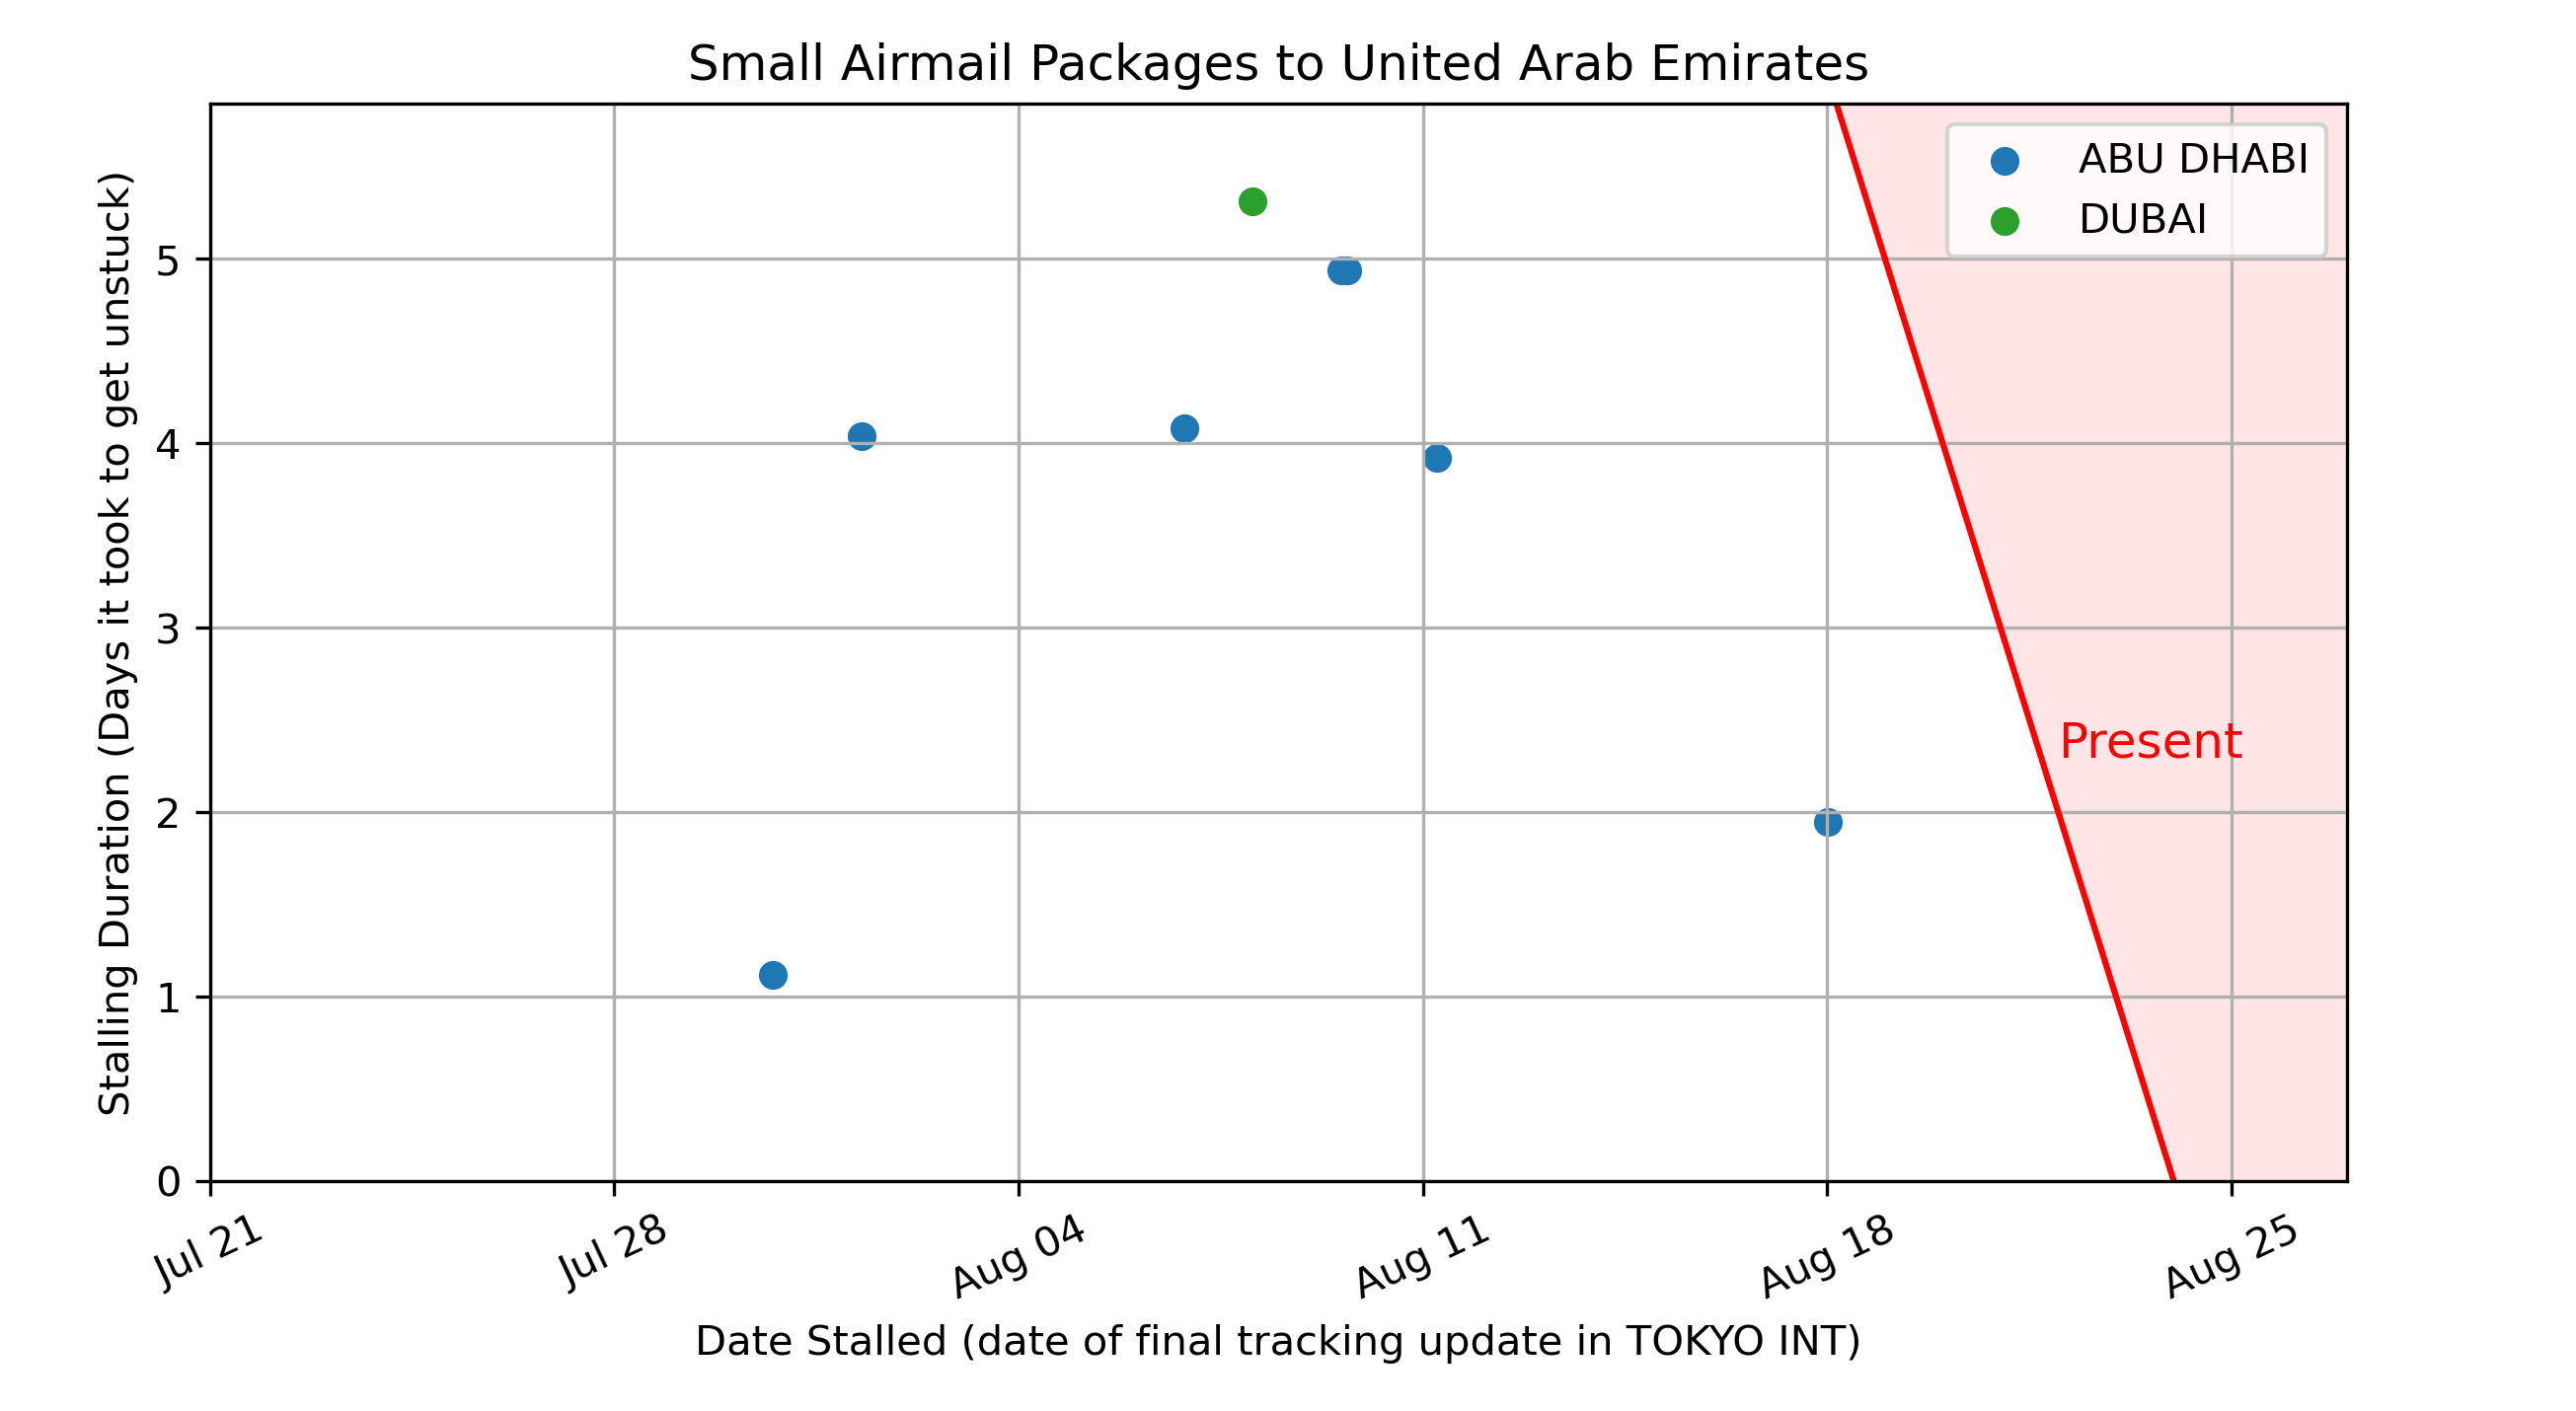 Small Airmail Packages to United Arab Emirates
ABU DHABI
DUBAI
Stalling Duration (Days it took to get unstuck)
5
4
3
2
1
0
Present
Jul 21
Jul 28
Aug 04
Aug 11
Aug 18
Aug 25
Date Stalled (date of final tracking update in TOKYO INT)